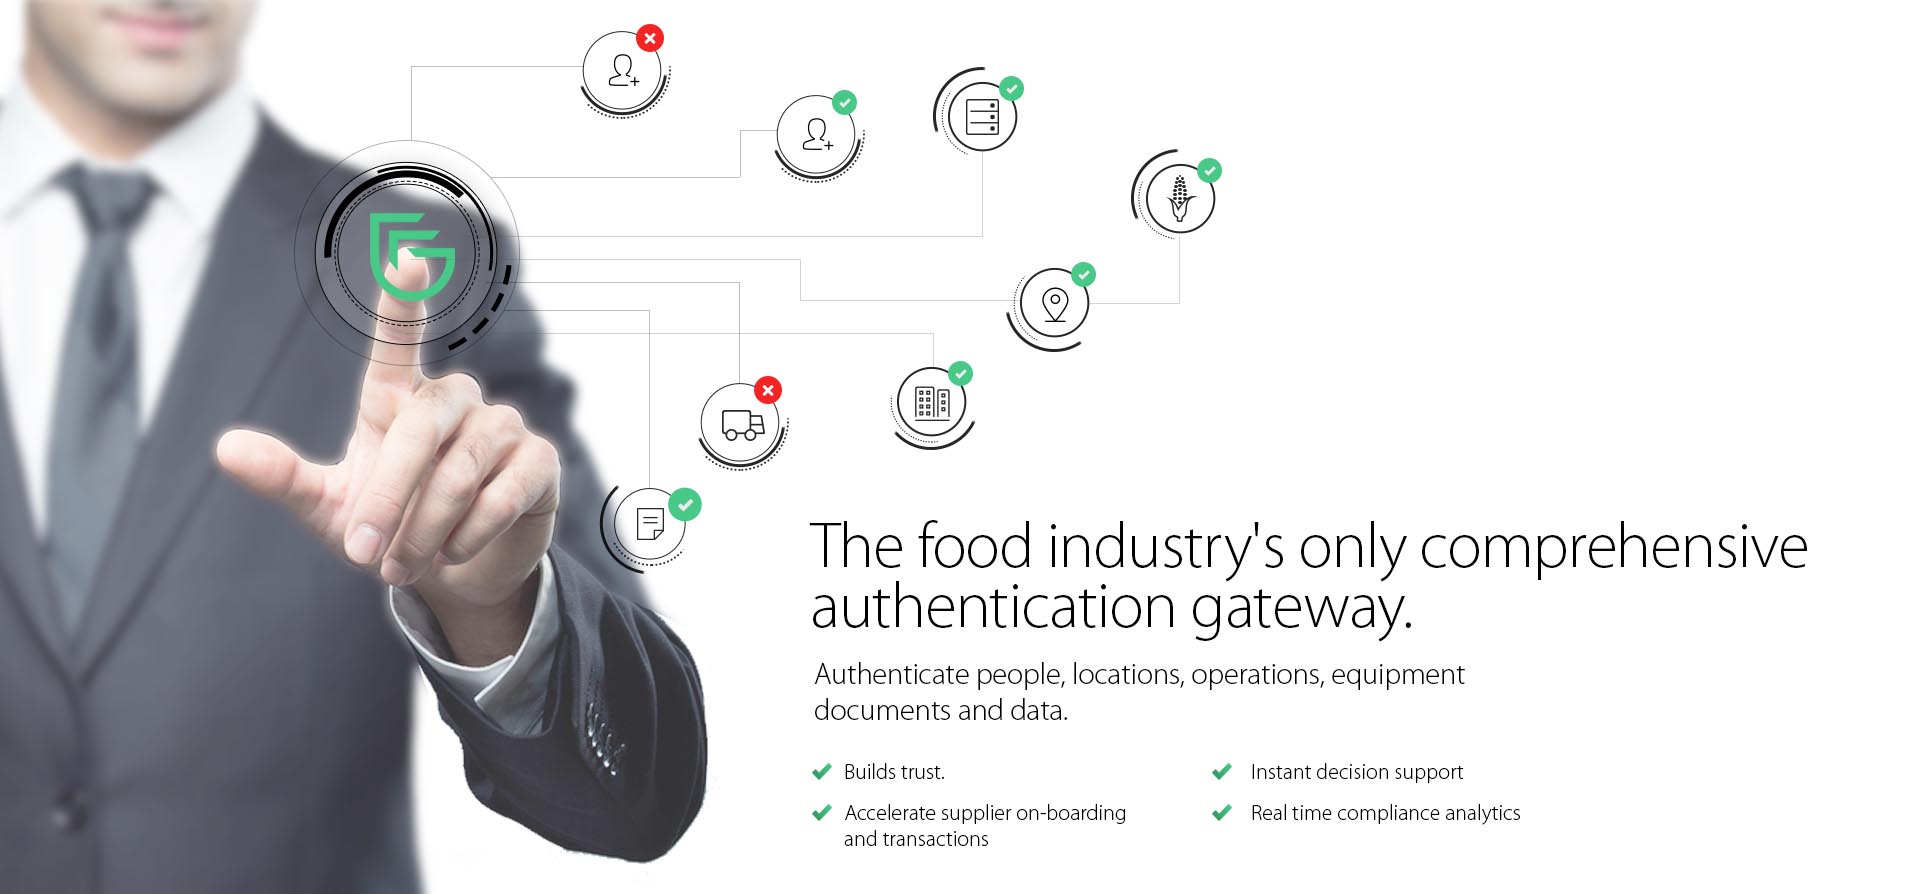 The food industry's only comprehensive
authentication gateway.
Authenticate people, locations, operations, equipment
documents and data.
Builds trust.
Accelerate supplier on-boarding
and transactions
Instant decision support
Real time compliance analytics